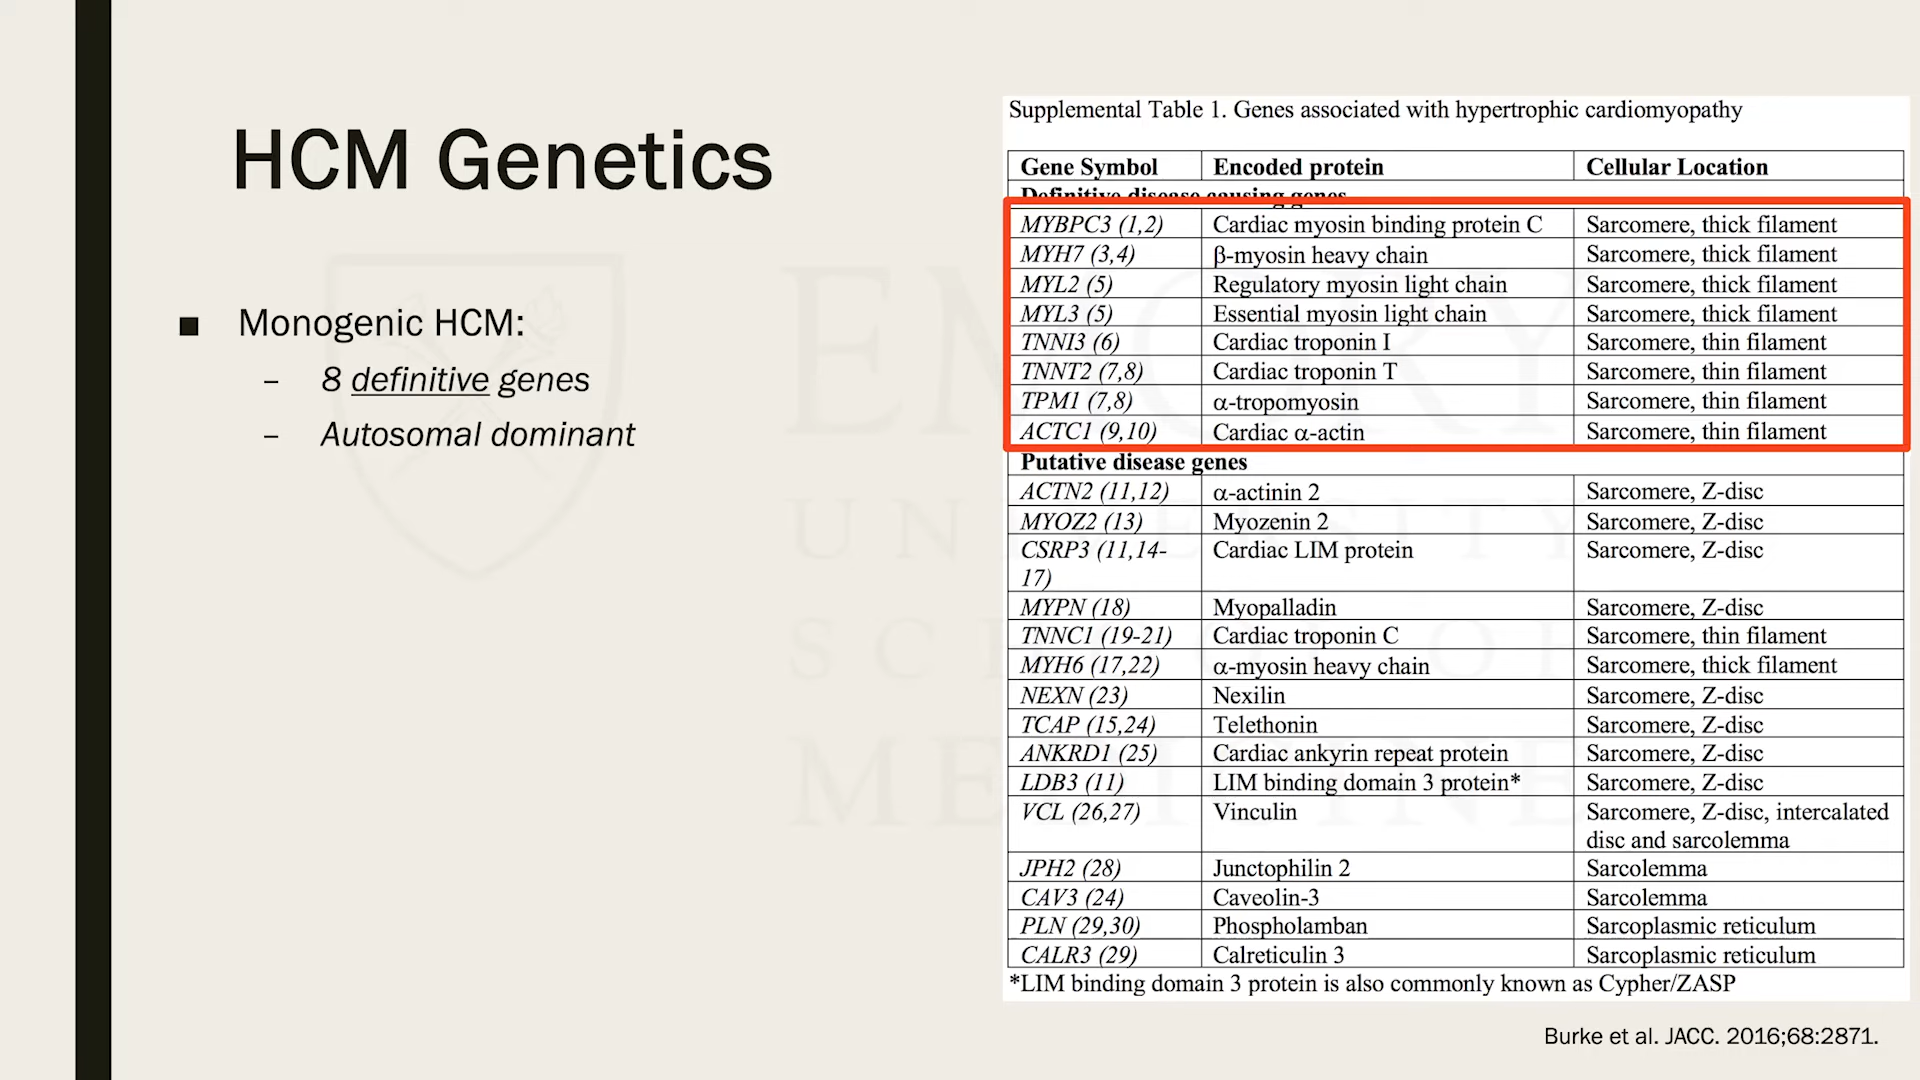 HCM Genetics
■ Monogenic HCM:
– 8 definitive genes
– Autosomal dominant
Supplemental Table 1. Genes associated with hypertrophic cardiomyopathy
Gene Symbol Encoded protein Cellular Location
Definitive disease causing genes
MYBPC3 (1,2) Cardiac myosin binding protein C Sarcomere, thick filament
MYH7 (3,4) β-myosin heavy chain Sarcomere, thick filament
MYL2 (5) Regulatory myosin light chain Sarcomere, thick filament
MYL3 (5) Essential myosin light chain Sarcomere, thick filament
TNNI3 (6) Cardiac troponin I Sarcomere, thin filament
TNNT2 (7,8) Cardiac troponin T Sarcomere, thin filament
TPM1 (7,8) α-tropomyosin Sarcomere, thin filament
ACTC1 (9,10) Cardiac α-actin Sarcomere, thin filament
Putative disease genes
ACTN2 (11,12) α-actinin 2 Sarcomere, Z-disc
MYOZ2 (13) Myozenin 2 Sarcomere, Z-disc
CSRP3 (11,14- Cardiac LIM protein Sarcomere, Z-disc
17)
MYPN (18) Myopalladin Sarcomere, Z-disc
TNNC1 (19-21) Cardiac troponin C Sarcomere, thin filament
MYH6 (17,22) α-myosin heavy chain Sarcomere, thick filament
NEXN (23) Nexilin Sarcomere, Z-disc
TCAP (15,24) Telethonin Sarcomere, Z-disc
ANKRD1 (25) Cardiac ankyrin repeat protein Sarcomere, Z-disc
LDB3 (11) LIM binding domain 3 protein* Sarcomere, Z-disc
VCL (26,27) Vinculin Sarcomere, Z-disc, intercalated
disc and sarcolemma
JPH2 (28) Junctophilin 2 Sarcolemma
CAV3 (24) Caveolin-3 Sarcolemma
PLN (29,30) Phospholamban Sarcoplasmic reticulum
CALR3 (29) Calreticulin 3 Sarcoplasmic reticulum
*LIM binding domain 3 protein is also commonly known as Cypher/ZASP
Burke et al. JACC. 2016;68:2871.
EMORY
UNIVERSITY
SCHOOL OF
MEDICINE